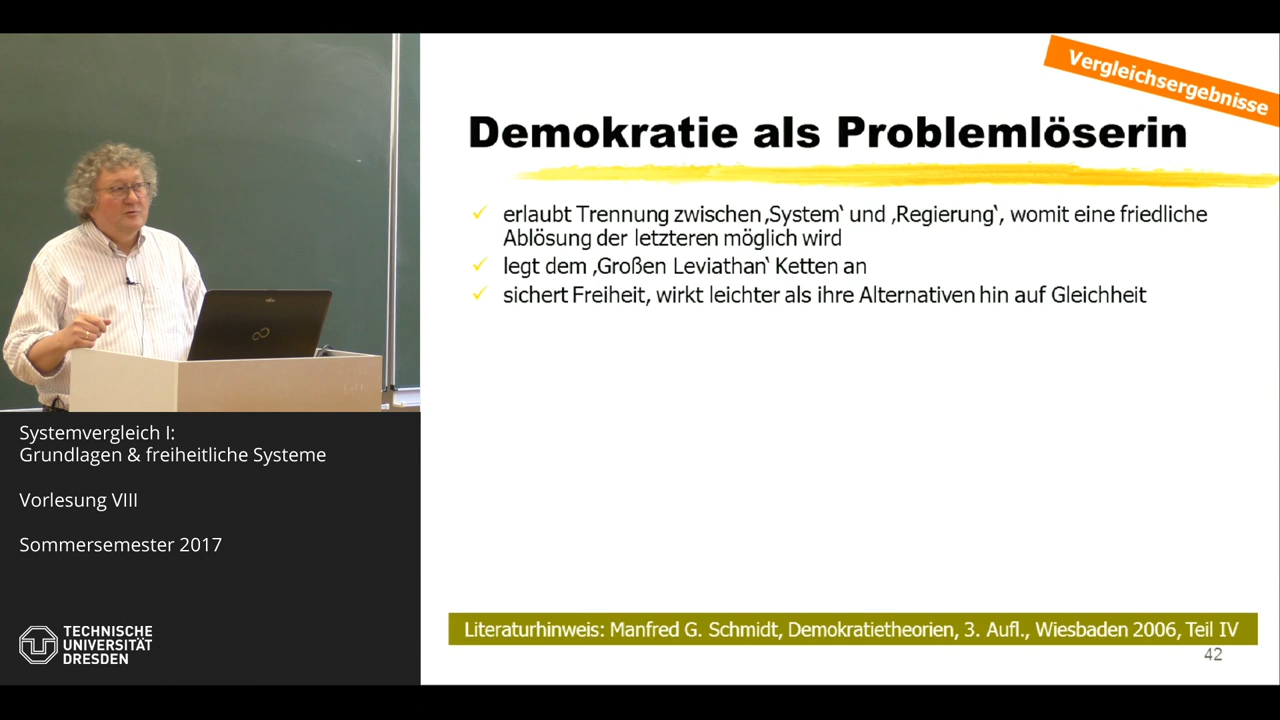 Vergleichsergebnisse
Demokratie als Problemlöserin
erlaubt Trennung zwischen ‚System‘ und ‚Regierung‘, womit eine friedliche
Ablösung der letzteren möglich wird
legt dem ‚Großen Leviathan‘ Ketten an
sichert Freiheit, wirkt leichter als ihre Alternativen hin auf Gleichheit
Systemvergleich I:
Grundlagen & freiheitliche Systeme
Vorlesung VIII
Sommersemester 2017
TECHNISCHE
UNIVERSITÄT
DRESDEN
Literaturhinweis: Manfred G. Schmidt, Demokratietheorien, 3. Aufl., Wiesbaden 2006, Teil IV
42